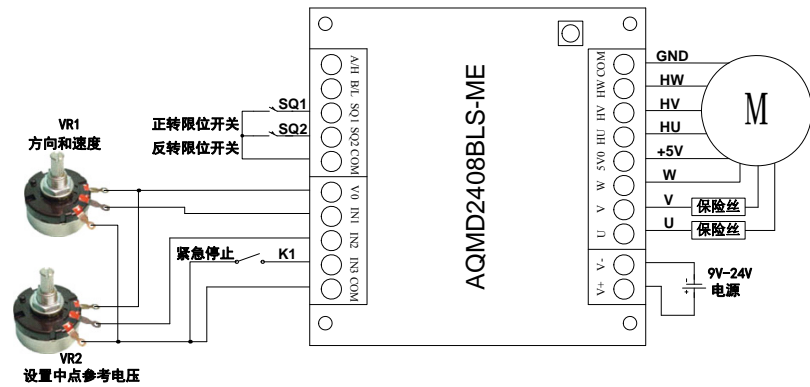 AQMD2408BLS-ME
A/H
B/L
SQ1
SQ2
COM
VO
IN1
IN2
IN3
COM
COM
HW
HV
HU
5V0
W
V
U
V-
V+
SQ1
正转限位开关
SQ2
反转限位开关
VR1
方向和速度
紧急停止
K1
VR2
设置中点参考电压
GND
HW
HV
HU
+5V
W
V
保险丝
U
保险丝
M
9V-24V
电源